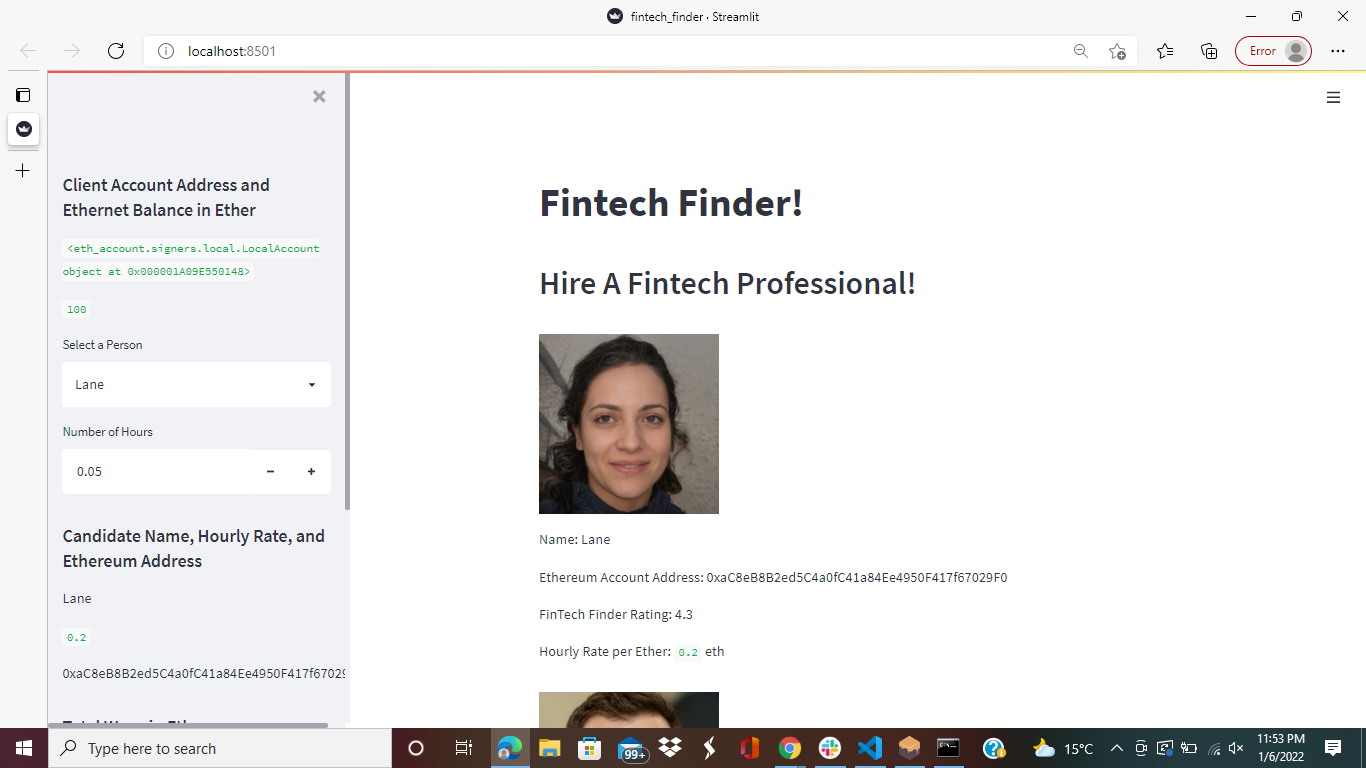 fintech_finder · Streamlit
localhost:8501
Error
Client Account Address and
Ethernet Balance in Ether
<eth_account.signers.local.LocalAccount
object at 0x000001A09E550148>
100
Select a Person
Lane
Number of Hours
0.05
Candidate Name, Hourly Rate, and
Ethereum Address
Lane
0.2
0xaC8eB8B2ed5C4a0fC41a84Ee4950F417f67029
Fintech Finder!
Hire A Fintech Professional!
Name: Lane
Ethereum Account Address: 0xaC8eB8B2ed5C4a0fC41a84Ee4950F417f67029F0
FinTech Finder Rating: 4.3
Hourly Rate per Ether: 0.2 eth
Type here to search
99+
15°C
11:53 PM
1/6/2022